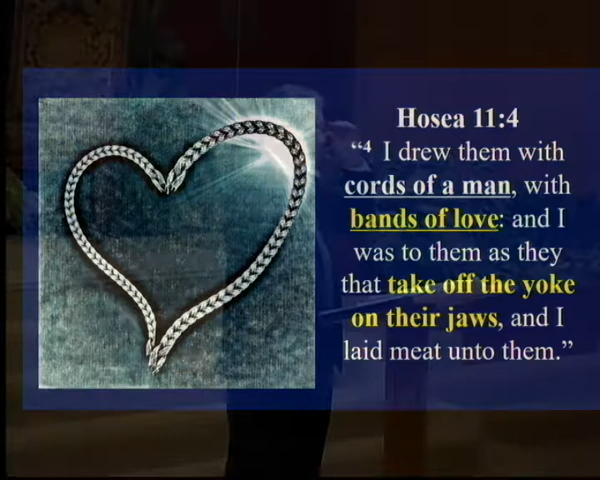 Hosea 11:4
“⁴ I drew them with
cords of a man, with
bands of love: and I
was to them as they
that take off the yoke
on their jaws, and I
laid meat unto them.”